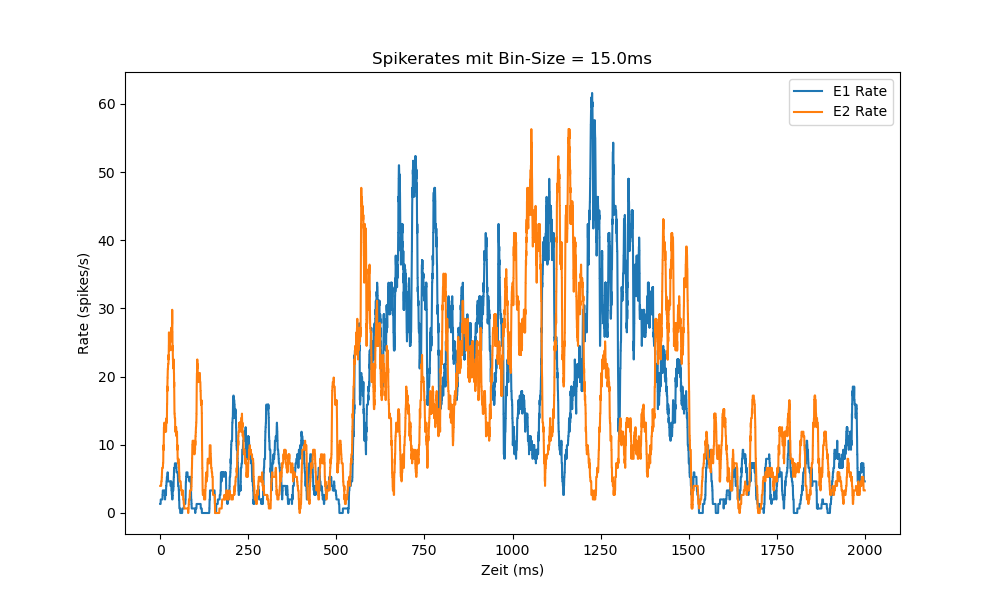 Spikerates mit Bin-Size = 15.0ms
E1 Rate
E2 Rate
60
50
40
30
20
10
0
Rate (spikes/s)
0 250 500 750 1000 1250 1500 1750 2000
Zeit (ms)